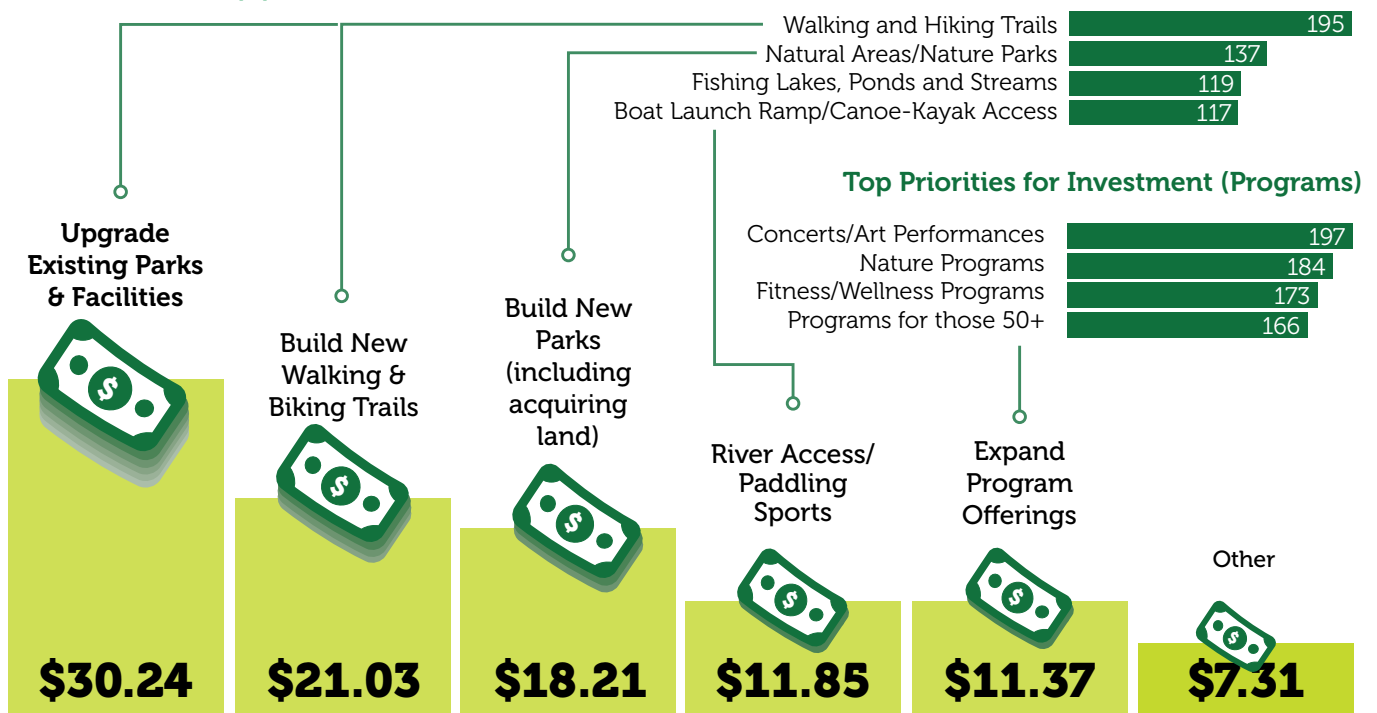 Walking and Hiking Trails 195
Natural Areas/Nature Parks 137
Fishing Lakes, Ponds and Streams 119
Boat Launch Ramp/Canoe-Kayak Access 117
Top Priorities for Investment (Programs)
Concerts/Art Performances 197
Nature Programs 184
Fitness/Wellness Programs 173
Programs for those 50+ 166
Upgrade
Existing Parks
& Facilities
$30.24
Build New
Walking &
Biking Trails
$21.03
Build New
Parks
(including
acquiring
land)
$18.21
River Access/
Paddling
Sports
$11.85
Expand
Program
Offerings
$11.37
Other
$7.31